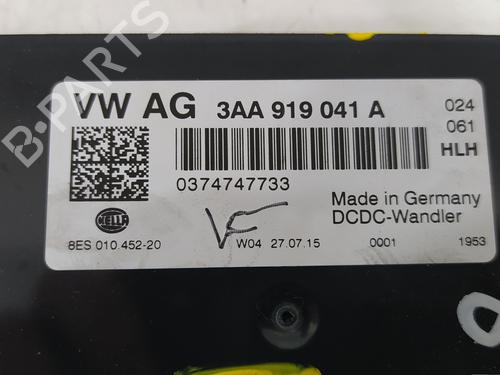 VW AG 3AA 919 041 A 024
061
HLH
0374747733
Made in Germany
DCDC-Wandler
HELLA
8ES 010.452-20 W04 27.07.15 0001 1953